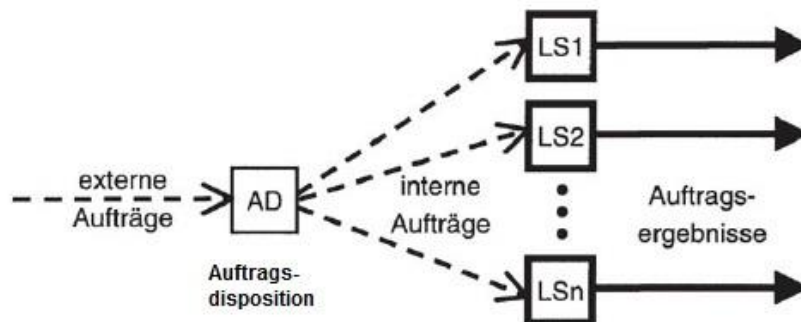 LS1
LS2
externe
Aufträge
AD
interne
Aufträge
Auftrags-
ergebnisse
Auftrags-
disposition
LSn